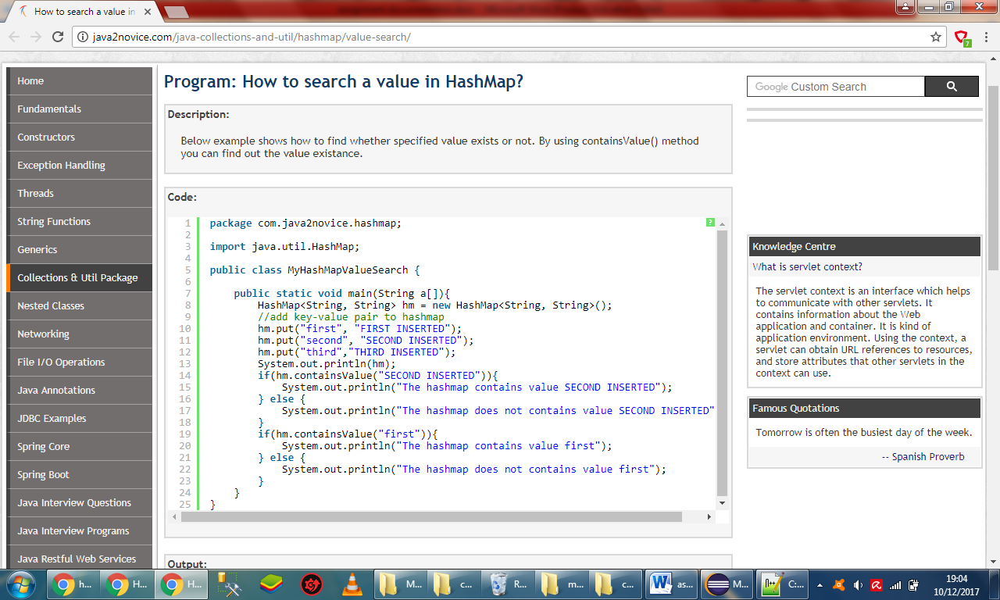 How to search a value in
java2novice.com/java-collections-and-util/hashmap/value-search/
7
Home
Fundamentals
Constructors
Exception Handling
Threads
String Functions
Generics
Collections & Util Package
Nested Classes
Networking
File I/O Operations
Java Annotations
JDBC Examples
Spring Core
Spring Boot
Java Interview Questions
Java Interview Programs
Java Restful Web Services
Program: How to search a value in HashMap?
Description:
Below example shows how to find whether specified value exists or not. By using containsValue() method
you can find out the value existance.
Code:
?
1 package com.java2novice.hashmap;
2
3 import java.util.HashMap;
4
5 public class MyHashMapValueSearch {
6
7 public static void main(String a[]){
8 HashMap<String, String> hm = new HashMap<String, String>();
9 //add key-value pair to hashmap
10 hm.put("first", "FIRST INSERTED");
11 hm.put("second", "SECOND INSERTED");
12 hm.put("third","THIRD INSERTED");
13 System.out.println(hm);
14 if(hm.containsValue("SECOND INSERTED")){
15 System.out.println("The hashmap contains value SECOND INSERTED");
16 } else {
17 System.out.println("The hashmap does not contains value SECOND INSERTED"
18 }
19 if(hm.containsValue("first")){
20 System.out.println("The hashmap contains value first");
21 } else {
22 System.out.println("The hashmap does not contains value first");
23 }
24 }
25 }
Output:
Google Custom Search
Knowledge Centre
What is servlet context?
The servlet context is an interface which helps
to communicate with other servlets. It
contains information about the Web
application and container. It is kind of
application environment. Using the context, a
servlet can obtain URL references to resources,
and store attributes that other servlets in the
context can use.
Famous Quotations
Tomorrow is often the busiest day of the week.
-- Spanish Proverb
h... H... H... M... c... R... m... c... as... M... C:...
19:04
10/12/2017